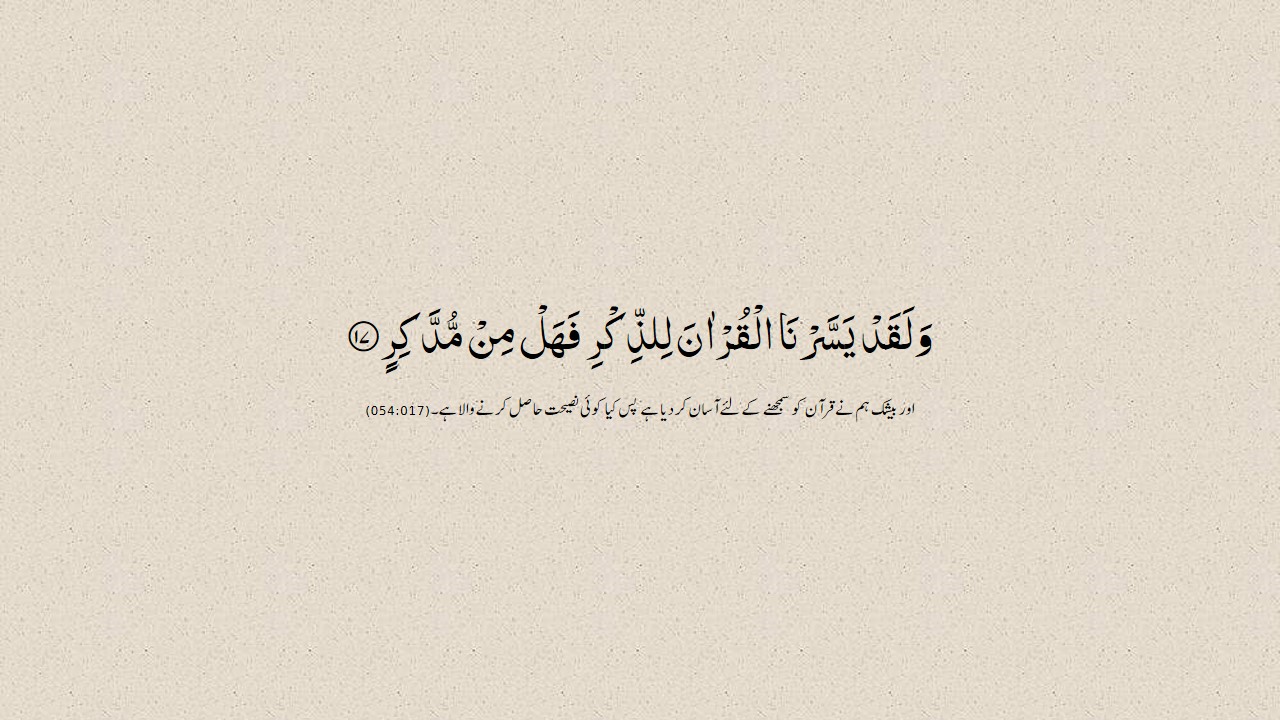 وَلَقَدْ يَسَّرْنَا الْقُرْاٰنَ لِلذِّكْرِ فَهَلْ مِنْ مُّدَّكِرٍ ۝۱۷
اور بیشک ہم نے قرآن کو سمجھنے کے لئے آسان کر دیا ہے پس کیا کوئی نصیحت حاصل کرنے والا ہے۔(054:017)